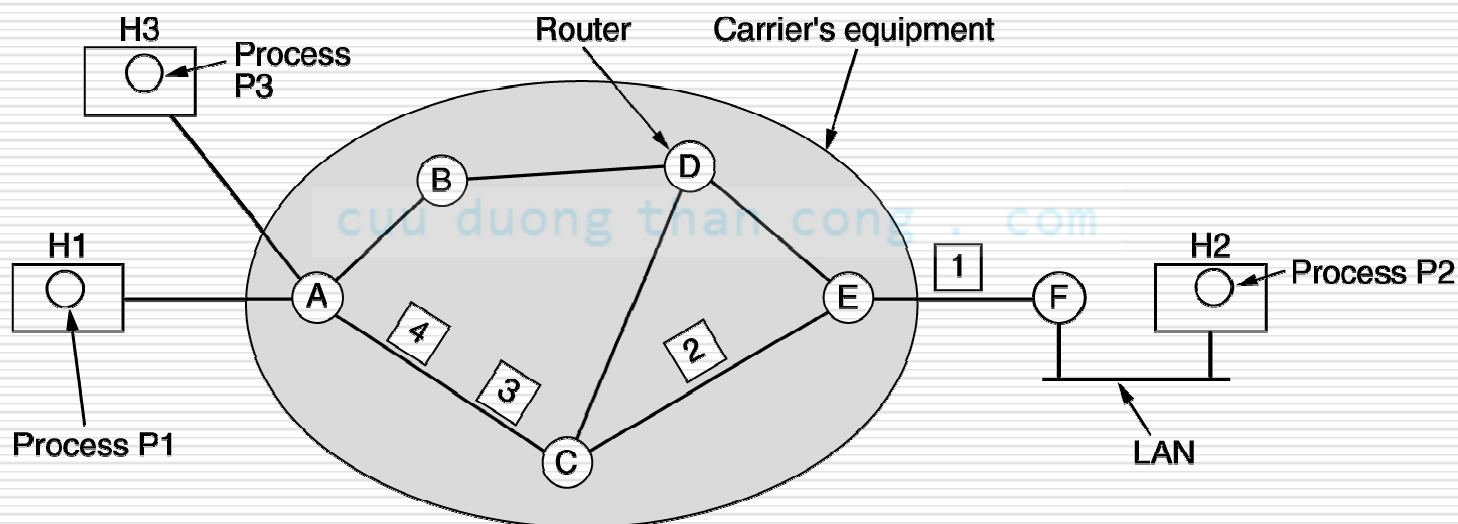 H3
Process
P3
Router
Carrier's equipment
B
D
cuu duong than cong . com
H1
A
E
1
F
H2
Process P2
4
3
2
C
Process P1
LAN